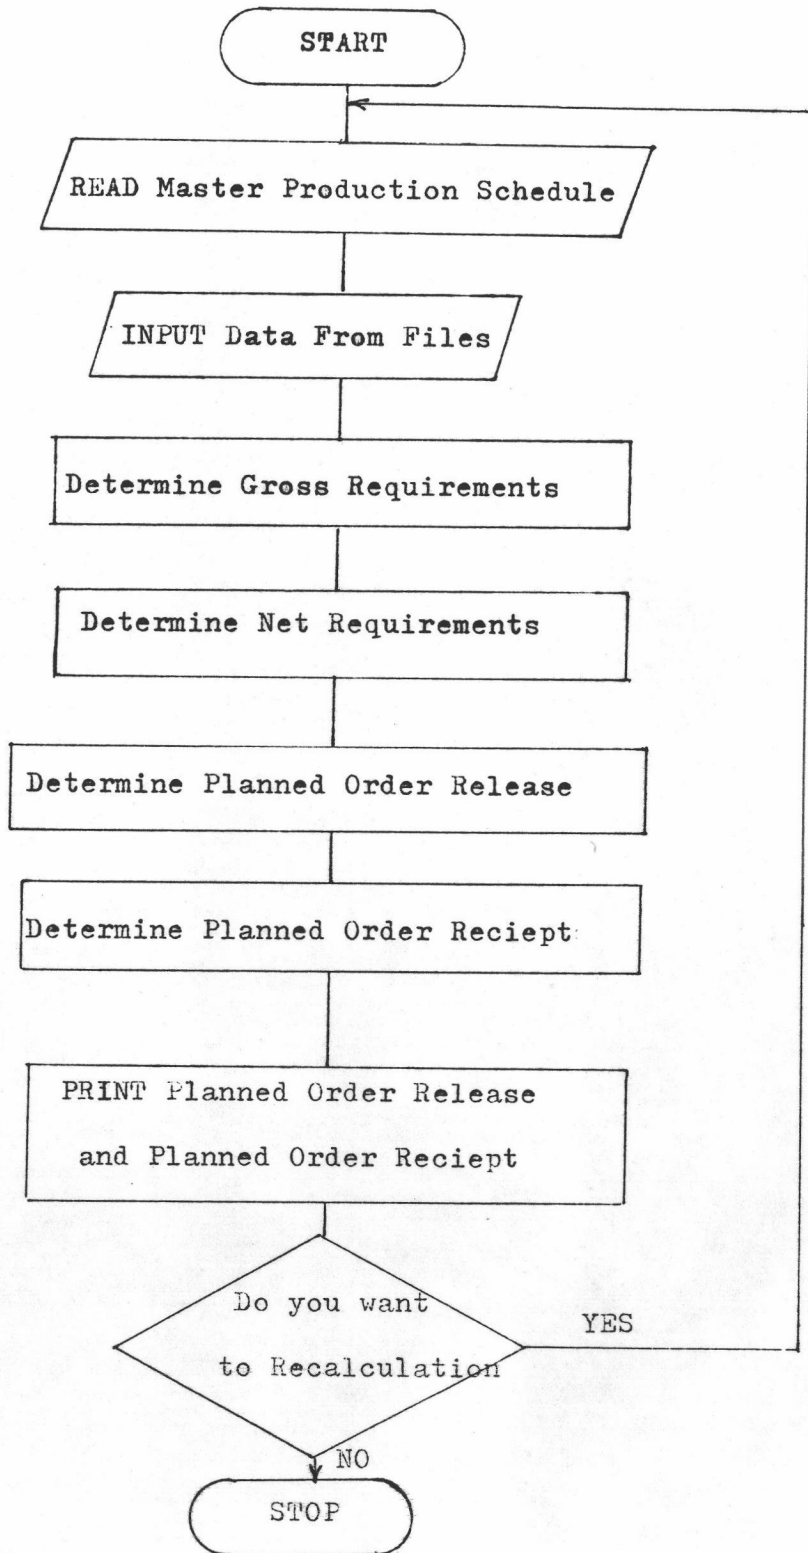 START
READ Master Production Schedule
INPUT Data From Files
Determine Gross Requirements
Determine Net Requirements
Determine Planned Order Release
Determine Planned Order Reciept
PRINT Planned Order Release
and Planned Order Reciept
Do you want
to Recalculation
YES
NO
STOP